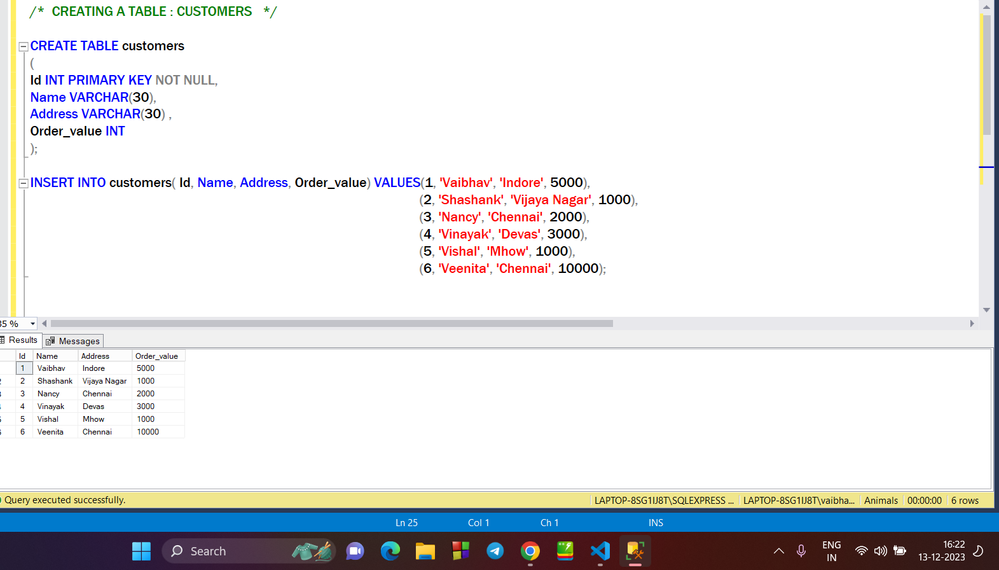 /* CREATING A TABLE : CUSTOMERS */
CREATE TABLE customers
(
Id INT PRIMARY KEY NOT NULL,
Name VARCHAR(30),
Address VARCHAR(30) ,
Order_value INT
);
INSERT INTO customers( Id, Name, Address, Order_value) VALUES(1, 'Vaibhav', 'Indore', 5000),
(2, 'Shashank', 'Vijaya Nagar', 1000),
(3, 'Nancy', 'Chennai', 2000),
(4, 'Vinayak', 'Devas', 3000),
(5, 'Vishal', 'Mhow', 1000),
(6, 'Veenita', 'Chennai', 10000);
35 %
Results Messages
Id Name Address Order_value
1 Vaibhav Indore 5000
2 Shashank Vijaya Nagar 1000
3 Nancy Chennai 2000
4 Vinayak Devas 3000
5 Vishal Mhow 1000
6 Veenita Chennai 10000
Query executed successfully. LAPTOP-8SG1IJ8T\SQLEXPRESS ... LAPTOP-8SG1IJ8T\vaibha... Animals 00:00:00 6 rows
Ln 25 Col 1 Ch 1 INS
Search ENG IN 16:22 13-12-2023